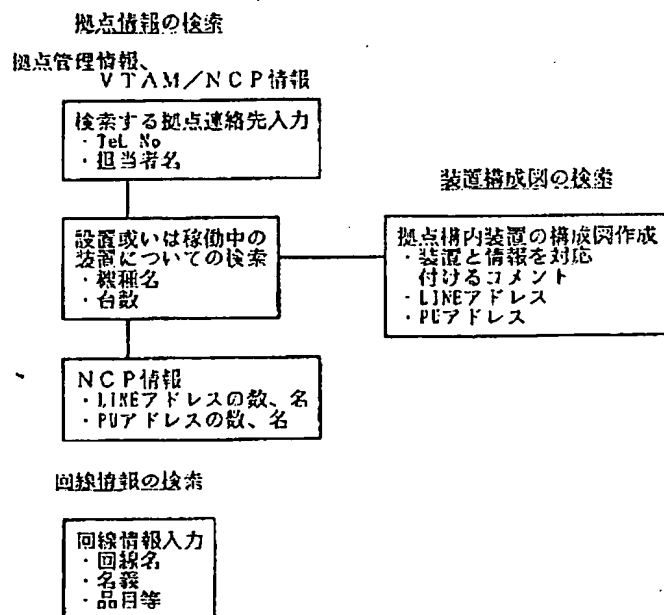 拠点情報の検索
拠点管理情報、
VTAM/NCP情報
検索する拠点連絡先入力
・Tel No
・担当者名
設置或いは稼働中の
装置についての検索
・機種名
・台数
NCP情報
・LINEアドレスの数、名
・PUアドレスの数、名
装置構成図の検索
拠点構内装置の構成図作成
・装置と情報を対応
付けるコメント
・LINEアドレス
・PUアドレス
回線情報の検索
回線情報入力
・回線名
・名義
・品目等